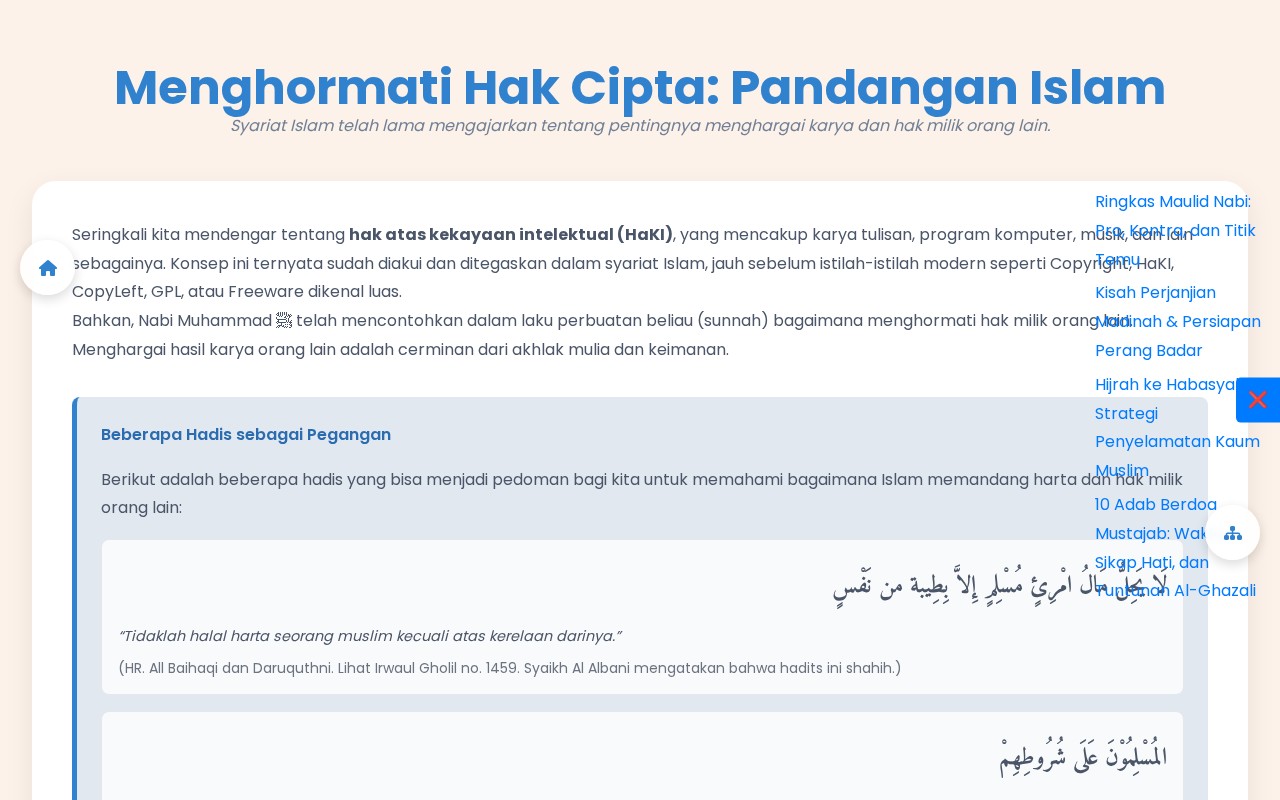 Menghormati Hak Cipta: Pandangan Islam
Syariat Islam telah lama mengajarkan tentang pentingnya menghargai karya dan hak milik orang lain.
Seringkali kita mendengar tentang hak atas kekayaan intelektual (HaKI), yang mencakup karya tulisan, program komputer, musik, dan lain
sebagainya. Konsep ini ternyata sudah diakui dan ditegaskan dalam syariat Islam, jauh sebelum istilah-istilah modern seperti Copyright, HaKI,
CopyLeft, GPL, atau Freeware dikenal luas.
Bahkan, Nabi Muhammad ﷺ telah mencontohkan dalam laku perbuatan beliau (sunnah) bagaimana menghormati hak milik orang lain.
Menghargai hasil karya orang lain adalah cerminan dari akhlak mulia dan keimanan.
Beberapa Hadis sebagai Pegangan
Berikut adalah beberapa hadis yang bisa menjadi pedoman bagi kita untuk memahami bagaimana Islam memandang harta dan hak milik
orang lain:
لَا يَحِلُّ مَالُ امْرِئٍ مُسْلِمٍ إِلاَّ بِطِيبة من نَفْسٍ
“Tidaklah halal harta seorang muslim kecuali atas kerelaan darinya.”
(HR. All Baihaqi dan Daruquthni. Lihat Irwaul Gholil no. 1459. Syaikh Al Albani mengatakan bahwa hadits ini shahih.)
المُسْلِمُوْنَ عَلَى شُرُوطِهِمْ
Ringkas Maulid Nabi:
Pro, Kontra, dan Titik
Temu
Kisah Perjanjian
Madinah & Persiapan
Perang Badar
Hijrah ke Habasya
Strategi
Penyelamatan Kaum
Muslim
10 Adab Berdoa
Mustajab:
Sikap Hati, dan
Tuntunan Al-Ghazali